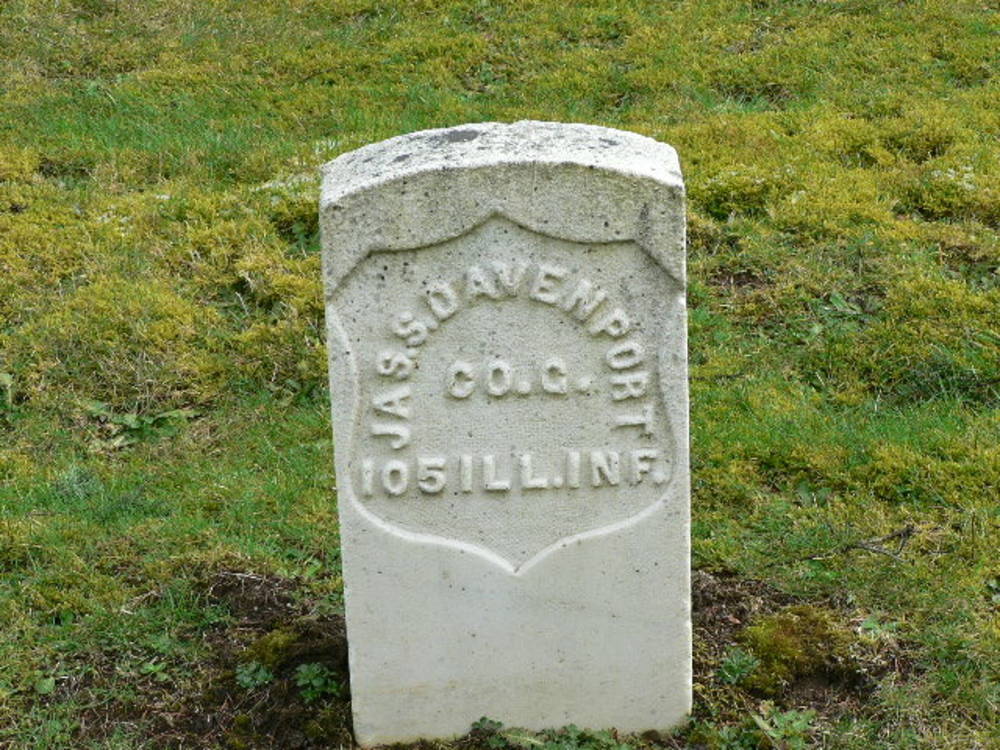 JAS. S. DAVENPORT
CO. G.
105 ILL. INF.